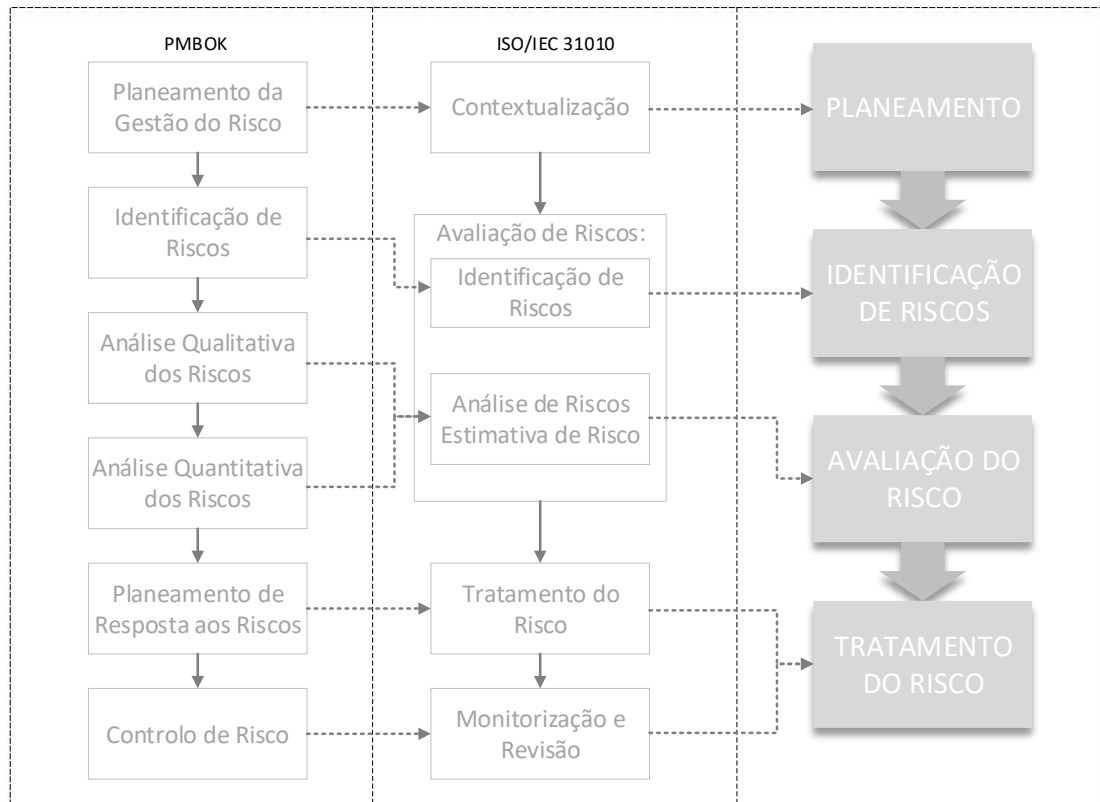 PMBOK
Planeamento da
Gestão do Risco
Identificação de
Riscos
Análise Qualitativa
dos Riscos
Análise Quantitativa
dos Riscos
Planeamento de
Resposta aos Riscos
Controlo de Risco
ISO/IEC 31010
Contextualização
Avaliação de Riscos:
Identificação de
Riscos
Análise de Riscos
Estimativa de Risco
Tratamento do
Risco
Monitorização e
Revisão
PLANEAMENTO
IDENTIFICAÇÃO
DE RISCOS
AVALIAÇÃO DO
RISCO
TRATAMENTO
DO RISCO